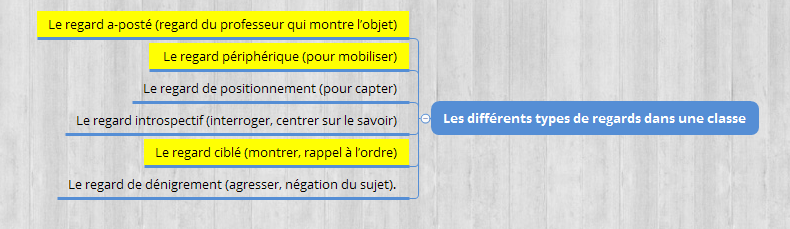 Le regard a-posté (regard du professeur qui montre l'objet)
Le regard périphérique (pour mobiliser)
Le regard de positionnement (pour capter)
Le regard introspectif (interroger, centrer sur le savoir)
Le regard ciblé (montrer, rappel à l'ordre)
Le regard de dénigrement (agresser, négation du sujet).
Les différents types de regards dans une classe